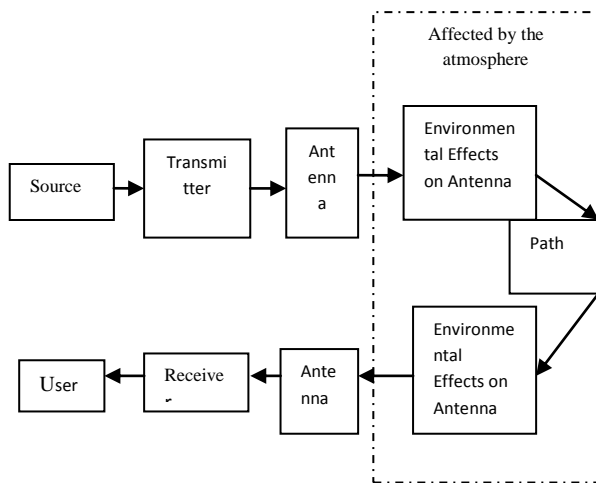 Affected by the
atmosphere
Source
Transmi
tter
Ant
enn
a
Environmen
tal Effects
on Antenna
Path
User
Receive
r
Ante
nna
Environme
ntal
Effects on
Antenna